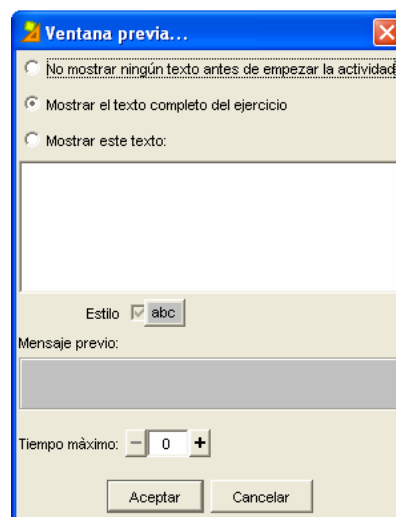 Ventana previa...
No mostrar ningún texto antes de empezar la actividad
Mostrar el texto completo del ejercicio
Mostrar este texto:
Estilo abc
Mensaje previo:
Tiempo màximo: - 0 +
Aceptar Cancelar